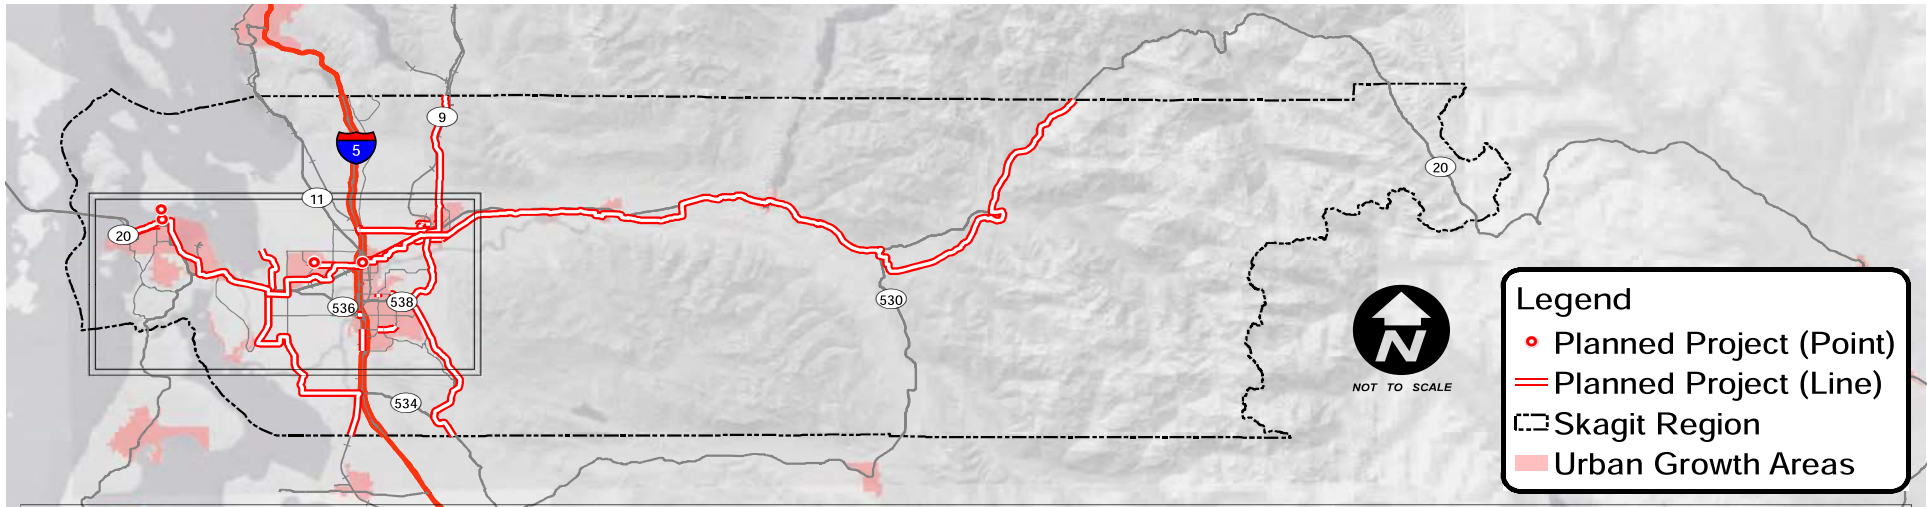 9
5
11
20
20
536
538
530
534
N
NOT TO SCALE
Legend
Planned Project (Point)
Planned Project (Line)
Skagit Region
Urban Growth Areas